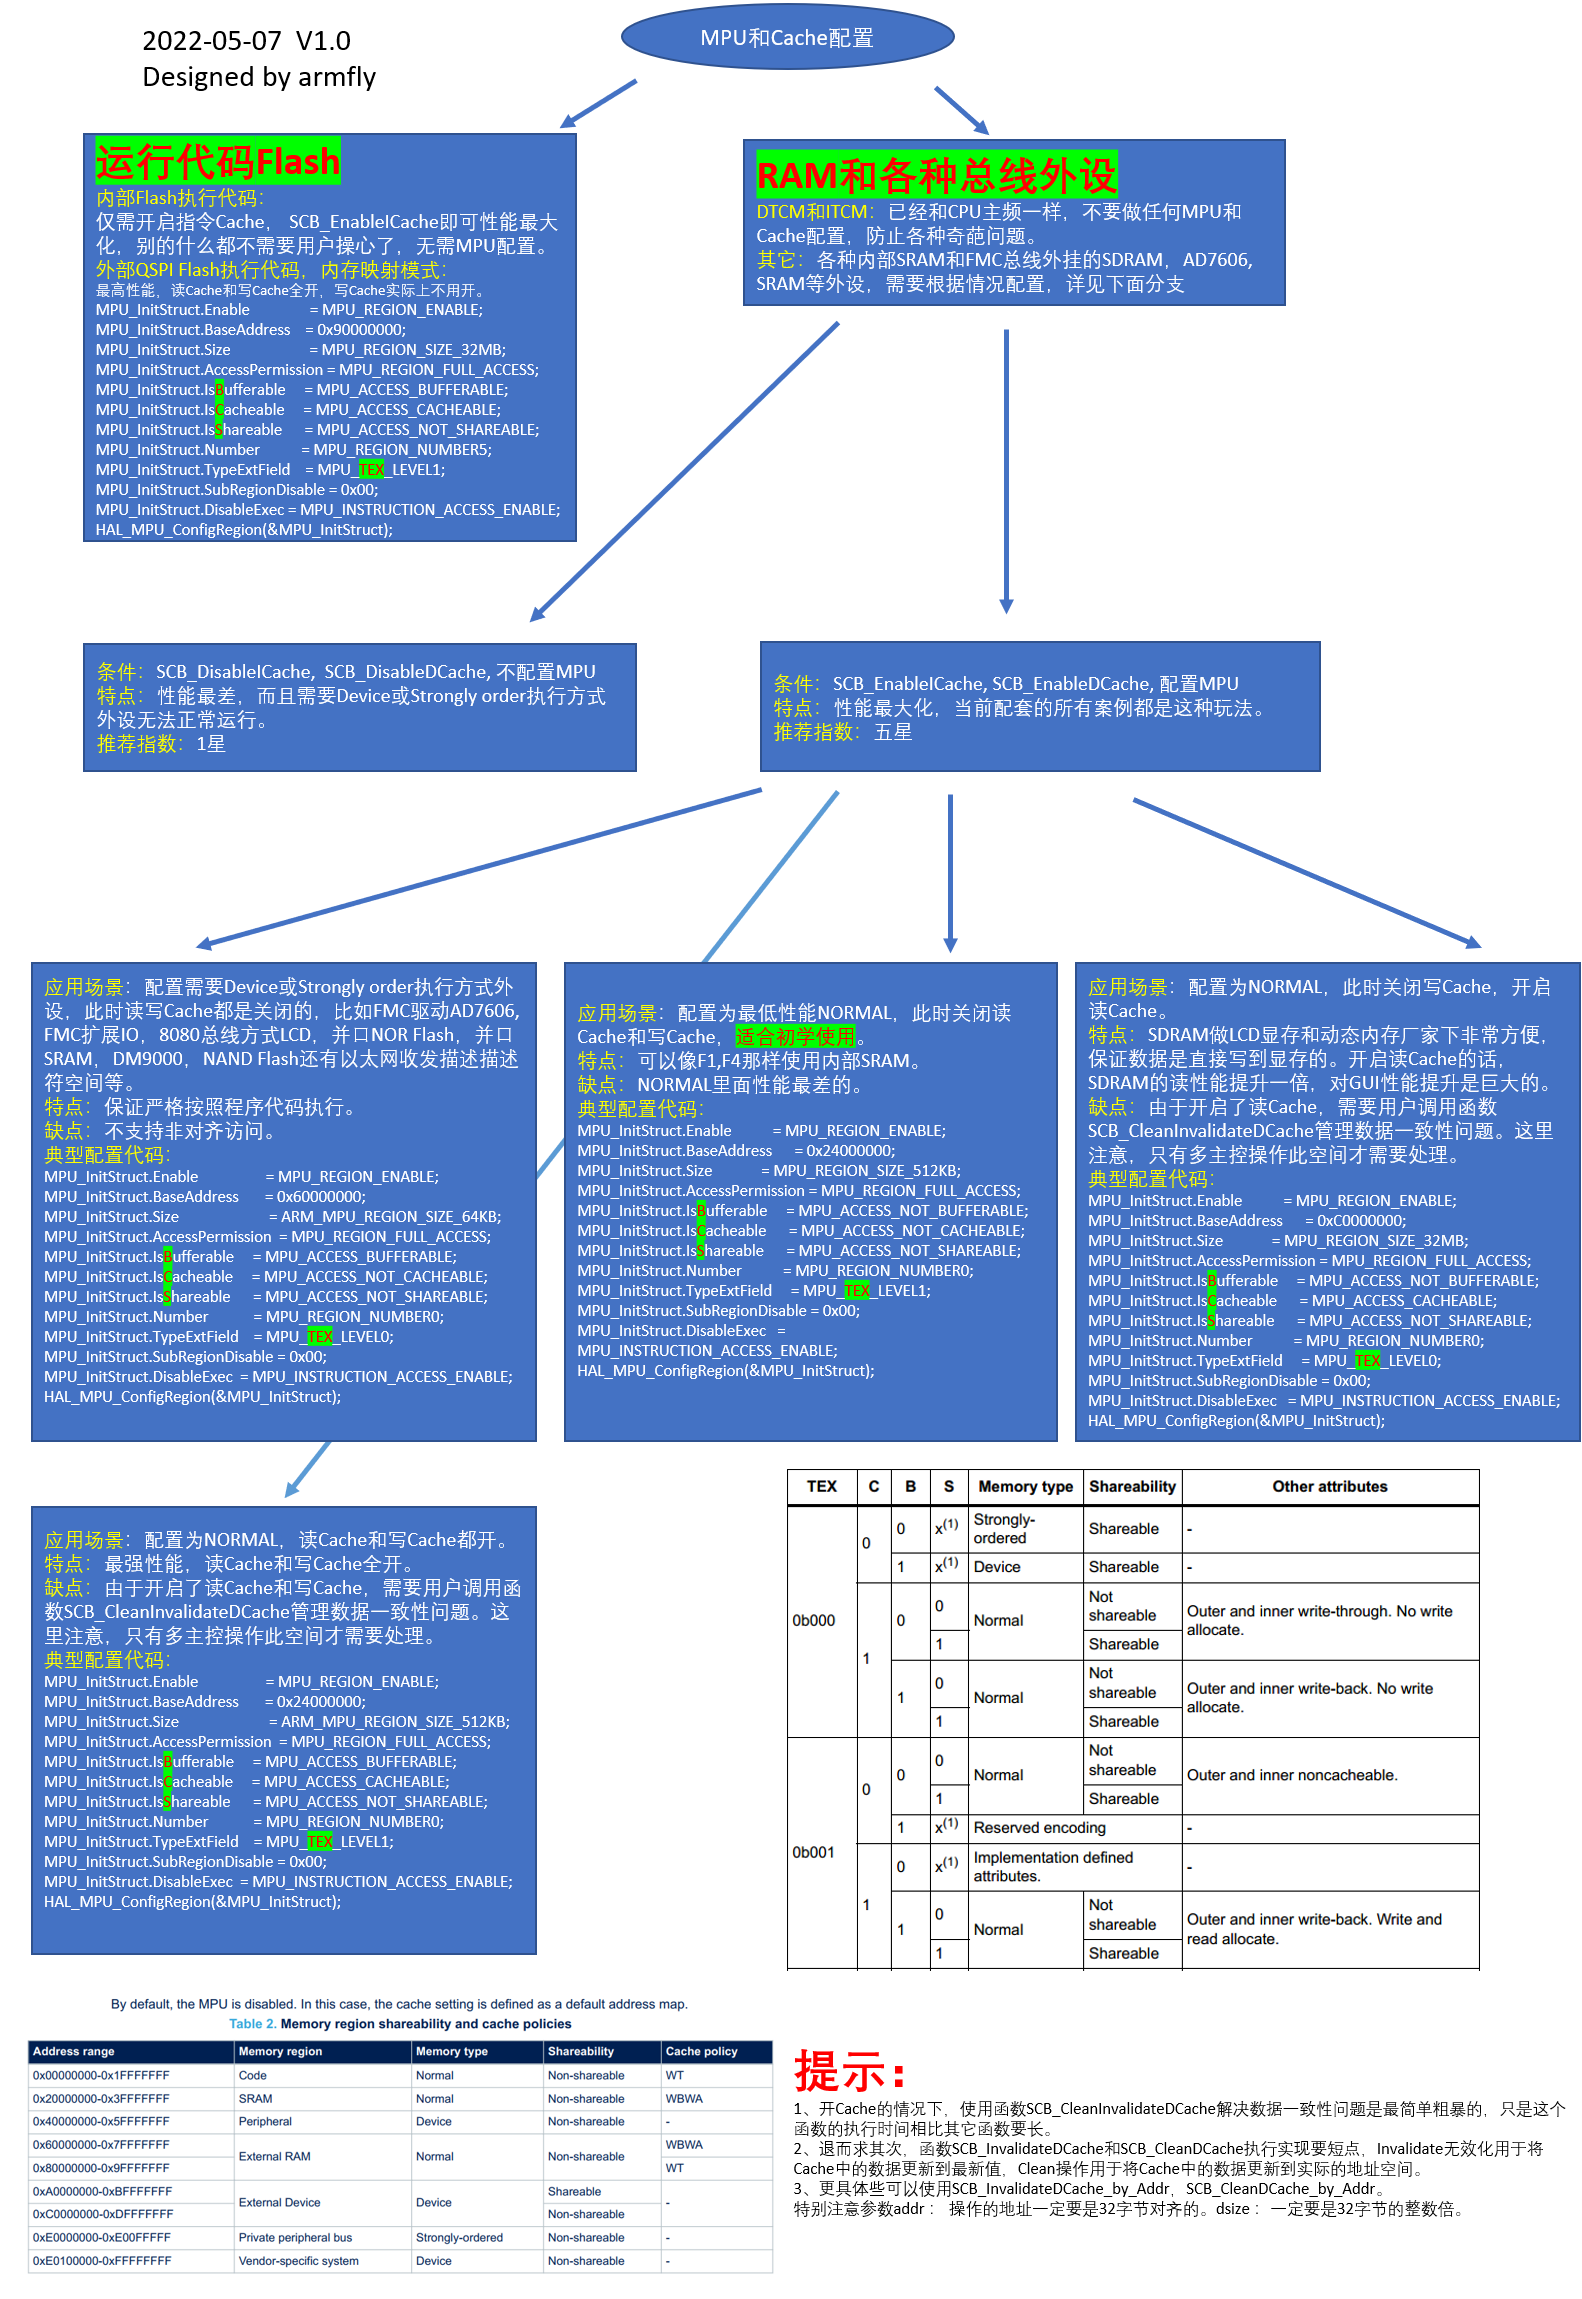 2022-05-07 V1.0
Designed by armfly
MPU和Cache配置
运行代码Flash
内部Flash执行代码：
仅需开启指令Cache，SCB_EnableICache即可性能最大
化，别的什么都不需要用户操心了，无需MPU配置。
外部QSPI Flash执行代码，内存映射模式：
最高性能，读Cache和写Cache全开，写Cache实际上不用开。
MPU_InitStruct.Enable = MPU_REGION_ENABLE;
MPU_InitStruct.BaseAddress = 0x90000000;
MPU_InitStruct.Size = MPU_REGION_SIZE_32MB;
MPU_InitStruct.AccessPermission = MPU_REGION_FULL_ACCESS;
MPU_InitStruct.IsBufferable = MPU_ACCESS_BUFFERABLE;
MPU_InitStruct.IsCacheable = MPU_ACCESS_CACHEABLE;
MPU_InitStruct.IsShareable = MPU_ACCESS_NOT_SHAREABLE;
MPU_InitStruct.Number = MPU_REGION_NUMBER5;
MPU_InitStruct.TypeExtField = MPU_TEX_LEVEL1;
MPU_InitStruct.SubRegionDisable = 0x00;
MPU_InitStruct.DisableExec = MPU_INSTRUCTION_ACCESS_ENABLE;
HAL_MPU_ConfigRegion(&MPU_InitStruct);
RAM和各种总线外设
DTCM和ITCM：已经和CPU主频一样，不要做任何MPU和
Cache配置，防止各种奇葩问题。
其它：各种内部SRAM和FMC总线外挂的SDRAM，AD7606,
SRAM等外设，需要根据情况配置，详见下面分支
条件：SCB_DisableICache, SCB_DisableDCache, 不配置MPU
特点：性能最差，而且需要Device或Strongly order执行方式
外设无法正常运行。
推荐指数：1星
条件：SCB_EnableICache, SCB_EnableDCache, 配置MPU
特点：性能最大化，当前配套的所有案例都是这种玩法。
推荐指数：五星
应用场景：配置需要Device或Strongly order执行方式外
设，此时读写Cache都是关闭的，比如FMC驱动AD7606,
FMC扩展IO，8080总线方式LCD，并口NOR Flash，并口
SRAM，DM9000，NAND Flash还有以太网收发描述描述
符空间等。
特点：保证严格按照程序代码执行。
缺点：不支持非对齐访问。
典型配置代码：
MPU_InitStruct.Enable = MPU_REGION_ENABLE;
MPU_InitStruct.BaseAddress = 0x60000000;
MPU_InitStruct.Size = ARM_MPU_REGION_SIZE_64KB;
MPU_InitStruct.AccessPermission = MPU_REGION_FULL_ACCESS;
MPU_InitStruct.IsBufferable = MPU_ACCESS_BUFFERABLE;
MPU_InitStruct.IsCacheable = MPU_ACCESS_NOT_CACHEABLE;
MPU_InitStruct.IsShareable = MPU_ACCESS_NOT_SHAREABLE;
MPU_InitStruct.Number = MPU_REGION_NUMBER0;
MPU_InitStruct.TypeExtField = MPU_TEX_LEVEL0;
MPU_InitStruct.SubRegionDisable = 0x00;
MPU_InitStruct.DisableExec = MPU_INSTRUCTION_ACCESS_ENABLE;
HAL_MPU_ConfigRegion(&MPU_InitStruct);
应用场景：配置为最低性能NORMAL，此时关闭读
Cache和写Cache，适合初学使用。
特点：可以像F1,F4那样使用内部SRAM。
缺点：NORMAL里面性能最差的。
典型配置代码：
MPU_InitStruct.Enable = MPU_REGION_ENABLE;
MPU_InitStruct.BaseAddress = 0x24000000;
MPU_InitStruct.Size = MPU_REGION_SIZE_512KB;
MPU_InitStruct.AccessPermission = MPU_REGION_FULL_ACCESS;
MPU_InitStruct.IsBufferable = MPU_ACCESS_NOT_BUFFERABLE;
MPU_InitStruct.IsCacheable = MPU_ACCESS_NOT_CACHEABLE;
MPU_InitStruct.IsShareable = MPU_ACCESS_NOT_SHAREABLE;
MPU_InitStruct.Number = MPU_REGION_NUMBER0;
MPU_InitStruct.TypeExtField = MPU_TEX_LEVEL1;
MPU_InitStruct.SubRegionDisable = 0x00;
MPU_InitStruct.DisableExec =
MPU_INSTRUCTION_ACCESS_ENABLE;
HAL_MPU_ConfigRegion(&MPU_InitStruct);
应用场景：配置为NORMAL，此时关闭写Cache，开启
读Cache。
特点：SDRAM做LCD显存和动态内存厂家下非常方便，
保证数据是直接写到显存的。开启读Cache的话，
SDRAM的读性能提升一倍，对GUI性能提升是巨大的。
缺点：由于开启了读Cache，需要用户调用函数
SCB_CleanInvalidateDCache管理数据一致性问题。这里
注意，只有多主控操作此空间才需要处理。
典型配置代码：
MPU_InitStruct.Enable = MPU_REGION_ENABLE;
MPU_InitStruct.BaseAddress = 0xC0000000;
MPU_InitStruct.Size = MPU_REGION_SIZE_32MB;
MPU_InitStruct.AccessPermission = MPU_REGION_FULL_ACCESS;
MPU_InitStruct.IsBufferable = MPU_ACCESS_NOT_BUFFERABLE;
MPU_InitStruct.IsCacheable = MPU_ACCESS_CACHEABLE;
MPU_InitStruct.IsShareable = MPU_ACCESS_NOT_SHAREABLE;
MPU_InitStruct.Number = MPU_REGION_NUMBER0;
MPU_InitStruct.TypeExtField = MPU_TEX_LEVEL0;
MPU_InitStruct.SubRegionDisable = 0x00;
MPU_InitStruct.DisableExec = MPU_INSTRUCTION_ACCESS_ENABLE;
HAL_MPU_ConfigRegion(&MPU_InitStruct);
应用场景：配置为NORMAL，读Cache和写Cache都开。
特点：最强性能，读Cache和写Cache全开。
缺点：由于开启了读Cache和写Cache，需要用户调用函
数SCB_CleanInvalidateDCache管理数据一致性问题。这
里注意，只有多主控操作此空间才需要处理。
典型配置代码：
MPU_InitStruct.Enable = MPU_REGION_ENABLE;
MPU_InitStruct.BaseAddress = 0x24000000;
MPU_InitStruct.Size = ARM_MPU_REGION_SIZE_512KB;
MPU_InitStruct.AccessPermission = MPU_REGION_FULL_ACCESS;
MPU_InitStruct.IsBufferable = MPU_ACCESS_BUFFERABLE;
MPU_InitStruct.IsCacheable = MPU_ACCESS_CACHEABLE;
MPU_InitStruct.IsShareable = MPU_ACCESS_NOT_SHAREABLE;
MPU_InitStruct.Number = MPU_REGION_NUMBER0;
MPU_InitStruct.TypeExtField = MPU_TEX_LEVEL1;
MPU_InitStruct.SubRegionDisable = 0x00;
MPU_InitStruct.DisableExec = MPU_INSTRUCTION_ACCESS_ENABLE;
HAL_MPU_ConfigRegion(&MPU_InitStruct);
TEX C B S Memory type Shareability Other attributes
0b000 0 0 x(1) Strongly-
ordered Shareable -
1 x(1) Device Shareable -
1 0 0 Normal Not
shareable Outer and inner write-through. No write
allocate.
1 Shareable
1 0 Normal Not
shareable Outer and inner write-back. No write
allocate.
1 Shareable
0b001 0 0 0 Normal Not
shareable Outer and inner noncacheable.
1 Shareable
1 x(1) Reserved encoding -
1 0 x(1) Implementation defined
attributes. -
1 0 Normal Not
shareable Outer and inner write-back. Write and
read allocate.
1 Shareable
By default, the MPU is disabled. In this case, the cache setting is defined as a default address map.
Table 2. Memory region shareability and cache policies
Address range Memory region Memory type Shareability Cache policy
0x00000000-0x1FFFFFFF Code Normal Non-shareable WT
0x20000000-0x3FFFFFFF SRAM Normal Non-shareable WBWA
0x40000000-0x5FFFFFFF Peripheral Device Non-shareable -
0x60000000-0x7FFFFFFF External RAM Normal Non-shareable WBWA
0x80000000-0x9FFFFFFF WT
0xA0000000-0xBFFFFFFF External Device Device Shareable -
0xC0000000-0xDFFFFFFF Non-shareable
0xE0000000-0xE00FFFFF Private peripheral bus Strongly-ordered Non-shareable -
0xE0100000-0xFFFFFFFF Vendor-specific system Device Non-shareable -
提示：
1、开Cache的情况下，使用函数SCB_CleanInvalidateDCache解决数据一致性问题是最简单粗暴的，只是这个
函数的执行时间相比其它函数要长。
2、退而求其次，函数SCB_InvalidateDCache和SCB_CleanDCache执行实现要短点，Invalidate无效化用于将
Cache中的数据更新到最新值，Clean操作用于将Cache中的数据更新到实际的地址空间。
3、更具体些可以使用SCB_InvalidateDCache_by_Addr，SCB_CleanDCache_by_Addr。
特别注意参数addr： 操作的地址一定要是32字节对齐的。dsize：一定要是32字节的整数倍。